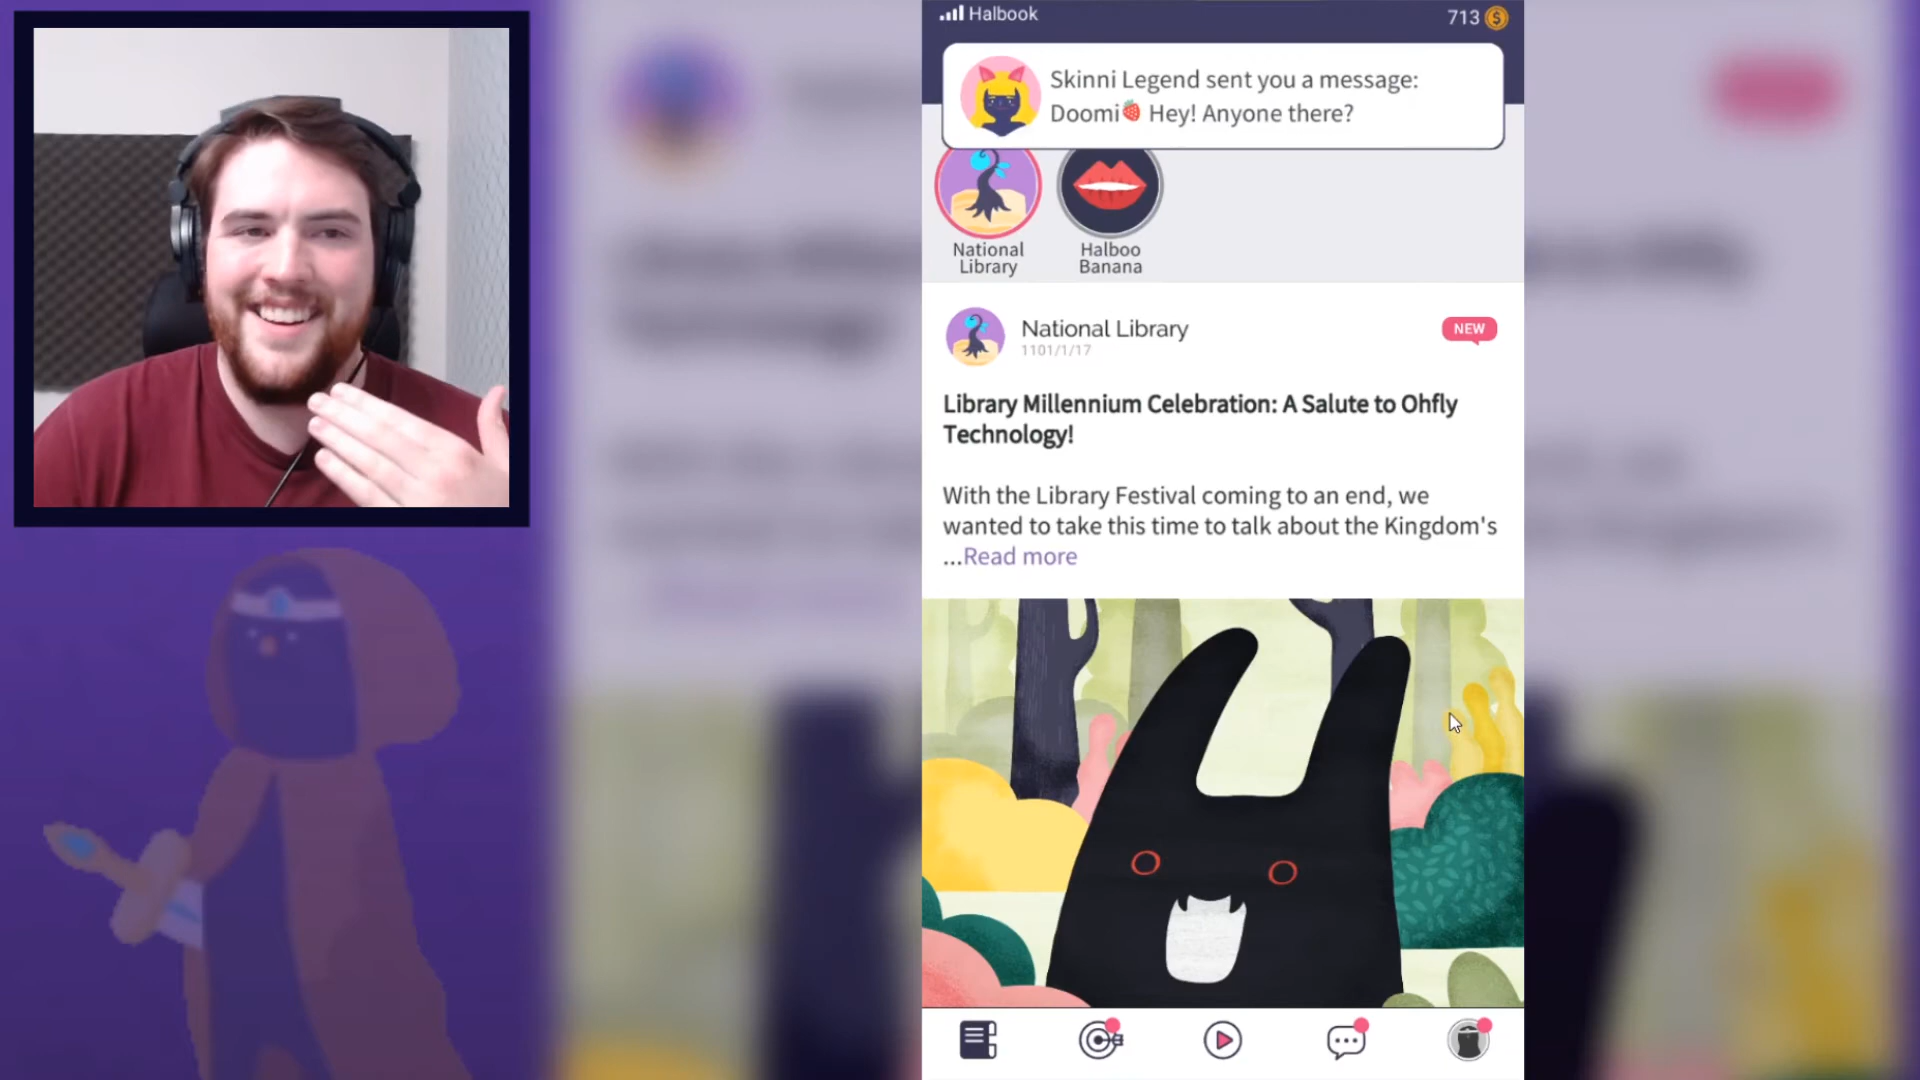 Halbook
713
Skinni Legend sent you a message:
Doomi🍓 Hey! Anyone there?
National
Library
Halboo
Banana
National Library
NEW
1101/1/17
Library Millennium Celebration: A Salute to Ohfly
Technology!
With the Library Festival coming to an end, we
wanted to take this time to talk about the Kingdom's
...Read more